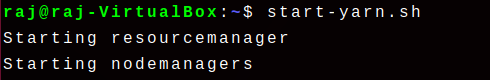 raj@raj-VirtualBox:~$ start-yarn.sh
Starting resourcemanager
Starting nodemanagers